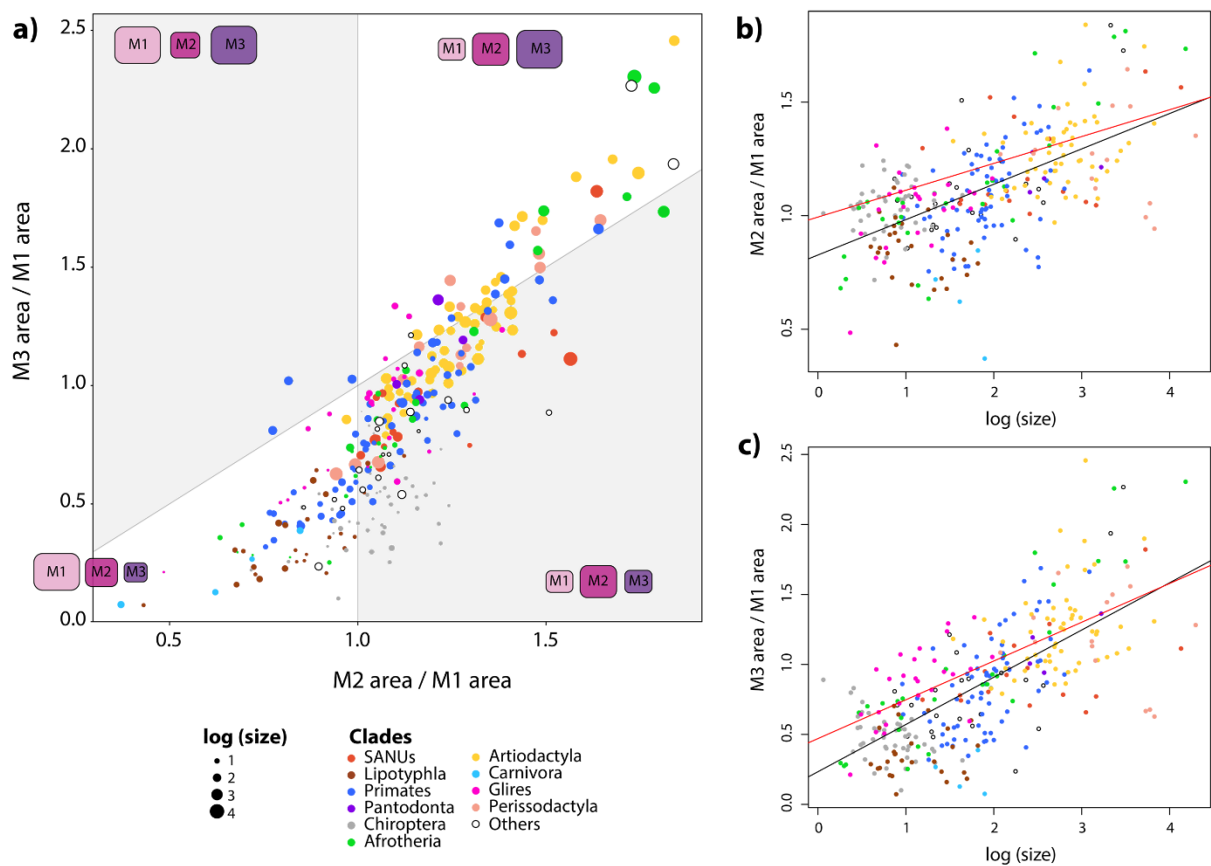 a)
M1 M2 M3
M1 M2 M3
M3 area / M1 area
2.5
2.0
1.5
1.0
0.5
0.0
M1 M2 M3
M1 M2 M3
0.5 1.0 1.5
M2 area / M1 area
log (size)
1
2
3
4
Clades
SANUs
Lipotyphla
Primates
Pantodonta
Chiroptera
Afrotheria
Artiodactyla
Carnivora
Glires
Perissodactyla
Others
b)
M2 area / M1 area
1.5
1.0
0.5
0 1 2 3 4
log (size)
c)
M3 area / M1 area
2.5
2.0
1.5
1.0
0.5
0.0
0 1 2 3 4
log (size)